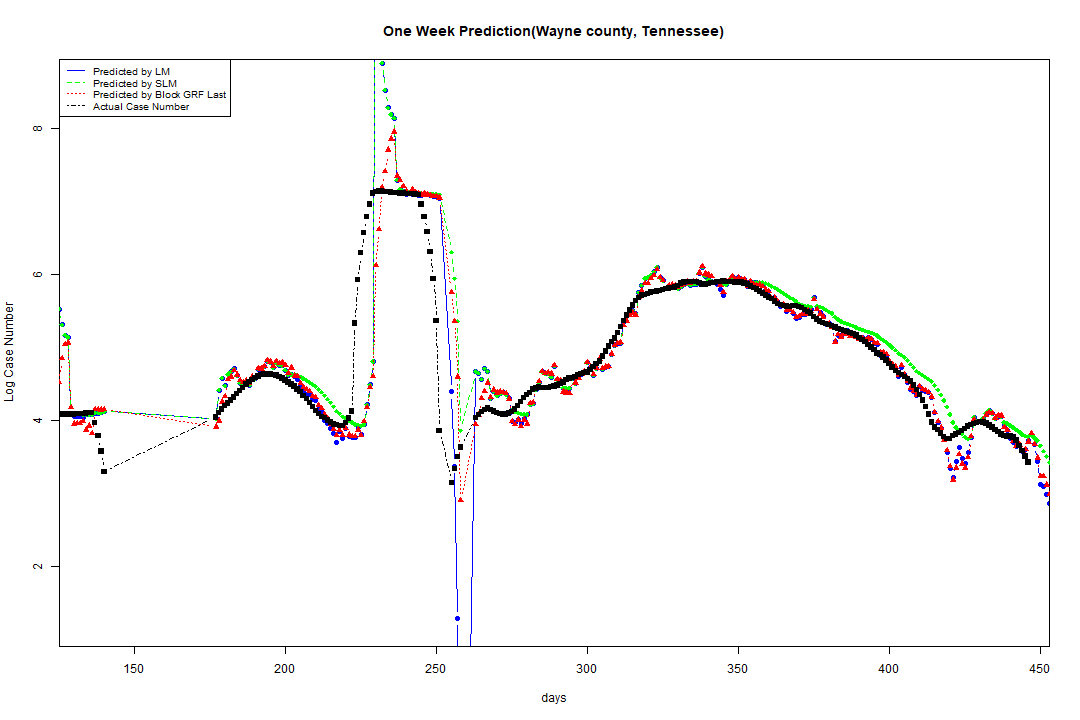 One Week Prediction(Wayne county, Tennessee)
Predicted by LM
Predicted by SLM
Predicted by Block GRF Last
Actual Case Number
Log Case Number
8
6
4
2
150 200 250 300 350 400 450
days